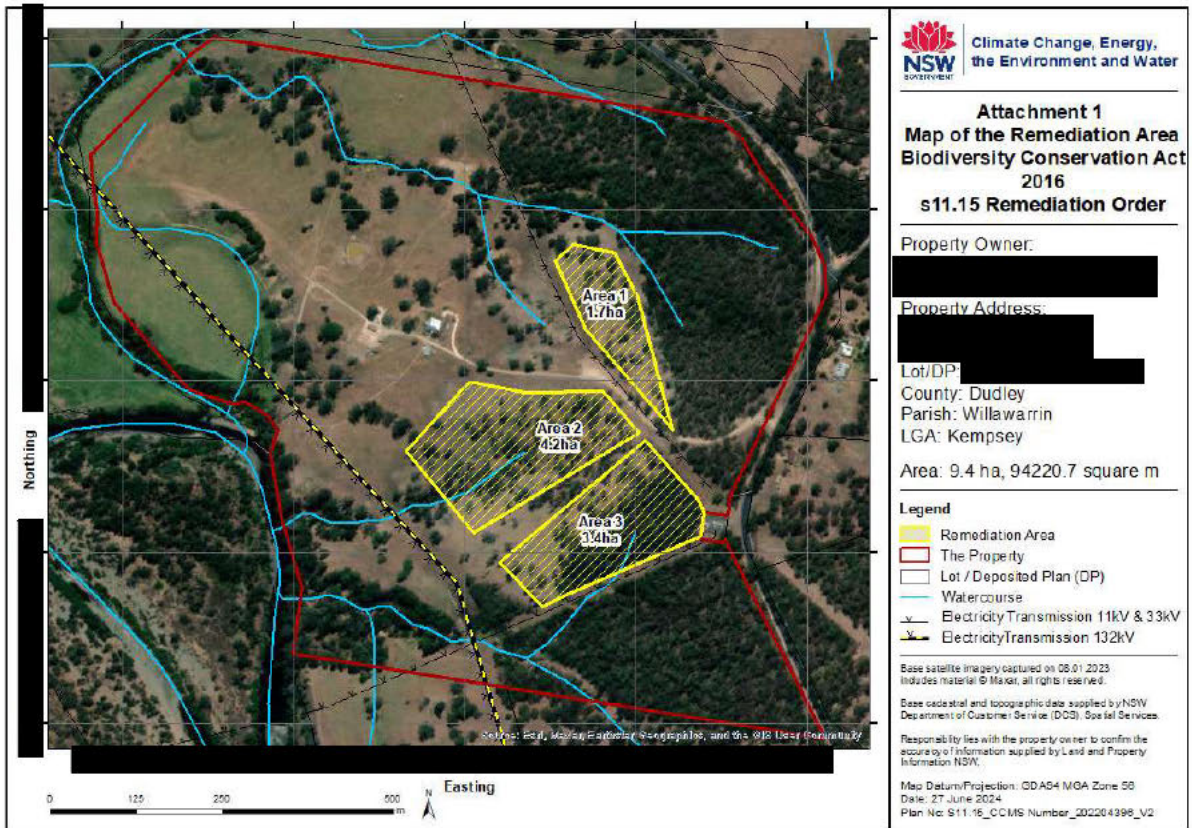 NSW
GOVERNMENT
Climate Change, Energy,
the Environment and Water
Attachment 1
Map of the Remediation Area
Biodiversity Conservation Act
2016
s11.15 Remediation Order
Property Owner:
Property Address:
Lot/DP:
County: Dudley
Parish: Willawarrin
LGA: Kempsey
Area: 9.4 ha, 94220.7 square m
Legend
Remediation Area
The Property
Lot / Deposited Plan (DP)
Watercourse
Electricity Transmission 11kV & 33kV
Electricity Transmission 132kV
Base satellite imagery captured on 08.01.2023
Includes material © Maxar, all rights reserved.
Base cadastral and topographic data supplied by NSW
Department of Customer Service (DCS), Spatial Services.
Responsibility lies with the property owner to confirm the
accuracy of information supplied by Land and Property
Information NSW.
Map Datum/Projection: GDA94 MGA Zone 56
Date: 27 June 2024
Plan No: S11.15_CCMS Number_202204396_V2
Area 1
1.7ha
Area 2
4.2ha
Area 3
3.4ha
Source: Esri, Maxar, Earthstar Geographics, and the GIS User Community
Northing
Easting
0 125 250 500
m
N